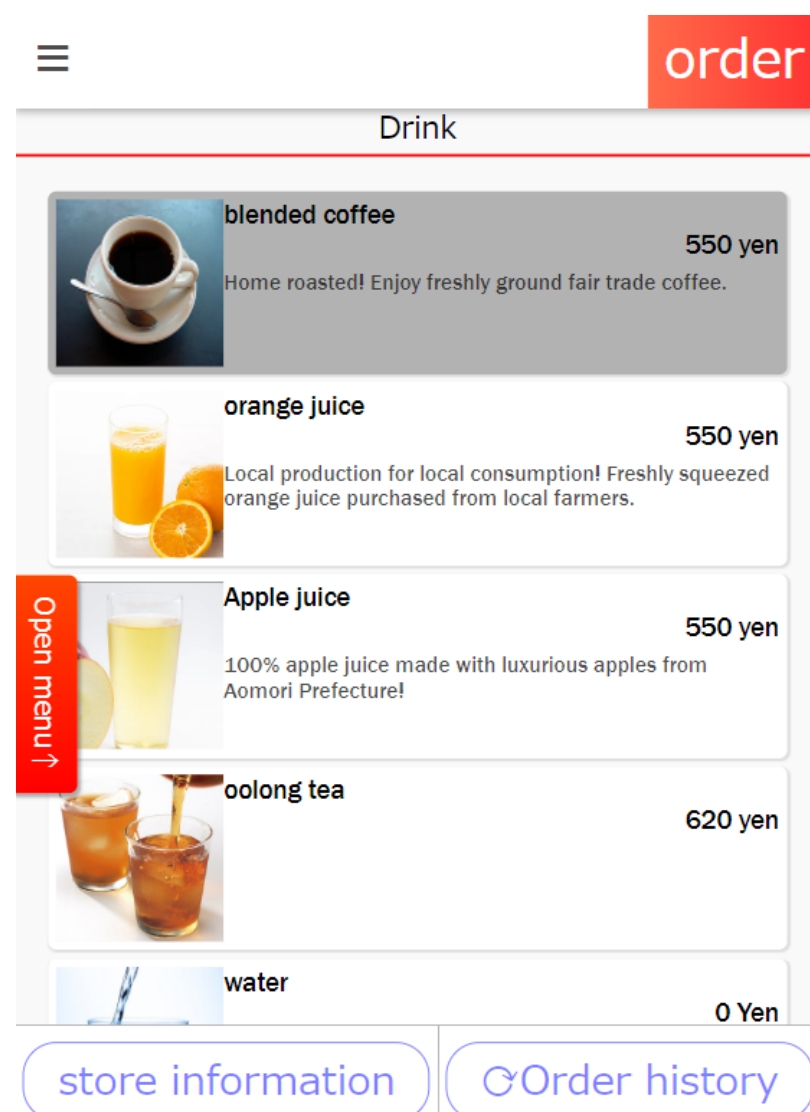 order
Drink
blended coffee
550 yen
Home roasted! Enjoy freshly ground fair trade coffee.
orange juice
550 yen
Local production for local consumption! Freshly squeezed
orange juice purchased from local farmers.
Open menu↑
Apple juice
550 yen
100% apple juice made with luxurious apples from
Aomori Prefecture!
oolong tea
620 yen
water
0 Yen
store information
⟳Order history